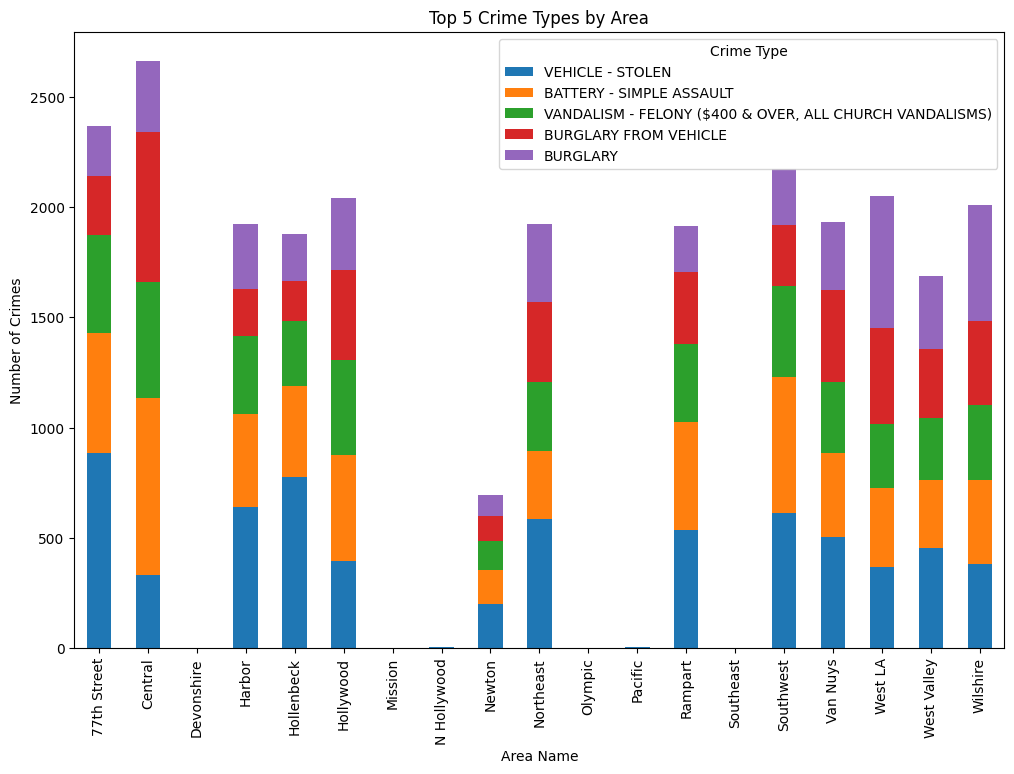 Top 5 Crime Types by Area
Crime Type
VEHICLE - STOLEN
BATTERY - SIMPLE ASSAULT
VANDALISM - FELONY ($400 & OVER, ALL CHURCH VANDALISMS)
BURGLARY FROM VEHICLE
BURGLARY
Number of Crimes
2500
2000
1500
1000
500
0
77th Street
Central
Devonshire
Harbor
Hollenbeck
Hollywood
Mission
N Hollywood
Newton
Northeast
Olympic
Pacific
Rampart
Southeast
Southwest
Van Nuys
West LA
West Valley
Wilshire
Area Name